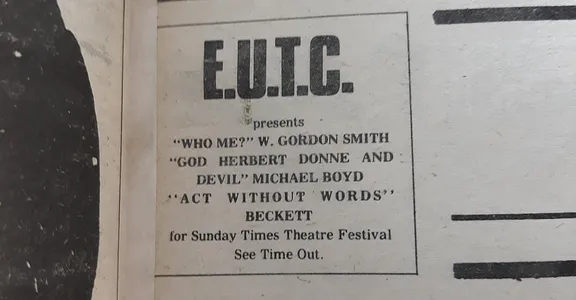 E.U.T.C.
presents
"WHO ME?" W. GORDON SMITH
"GOD HERBERT DONNE AND
DEVIL" MICHAEL BOYD
"ACT WITHOUT WORDS"
BECKETT
for Sunday Times Theatre Festival
See Time Out.